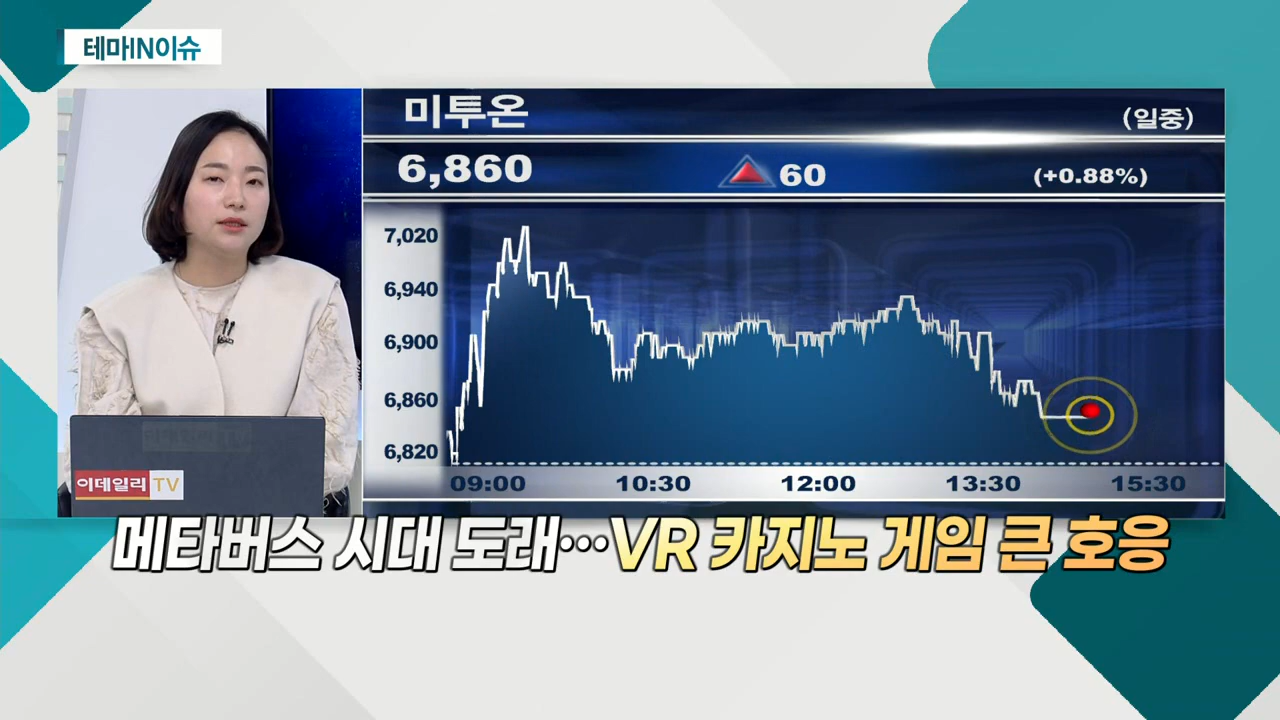 테마IN이슈
미투온
(일중)
6,860 ▲60 (+0.88%)
7,020
6,940
6,900
6,860
6,820
09:00 10:30 12:00 13:30 15:30
이데일리TV
메타버스 시대 도래…VR 카지노 게임 큰 호응